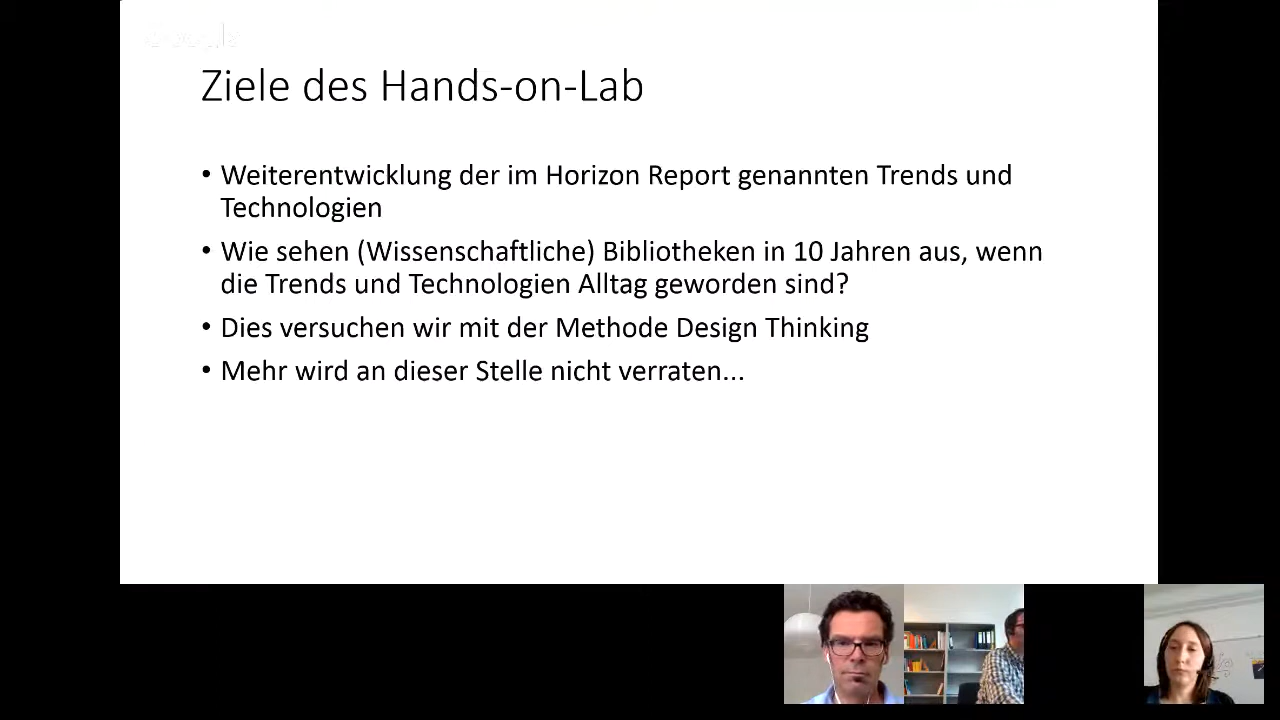 Ziele des Hands-on-Lab
• Weiterentwicklung der im Horizon Report genannten Trends und
Technologien
• Wie sehen (Wissenschaftliche) Bibliotheken in 10 Jahren aus, wenn
die Trends und Technologien Alltag geworden sind?
• Dies versuchen wir mit der Methode Design Thinking
• Mehr wird an dieser Stelle nicht verraten...